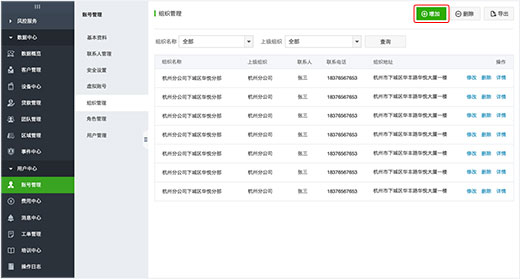 风控服务
数据中心
数据概览
客户管理
设备中心
贷款管理
团队管理
区域管理
事件中心
用户中心
账号管理
费用中心
消息中心
工单管理
培训中心
操作日志
账号管理
基本资料
联系人管理
安全设置
虚拟账号
组织管理
角色管理
用户管理
组织管理
增加 删除 导出
组织名称 全部 上级组织 全部 查询
组织名称 上级组织 联系人 联系电话 组织地址 操作
杭州分公司下城区华悦分部 杭州分公司 张三 18376567653 杭州市下城区华丰路华悦大厦一楼 修改 删除 详情
杭州分公司下城区华悦分部 杭州分公司 张三 18376567653 杭州市下城区华丰路华悦大厦一楼 修改 删除 详情
杭州分公司下城区华悦分部 杭州分公司 张三 18376567653 杭州市下城区华丰路华悦大厦一楼 修改 删除 详情
杭州分公司下城区华悦分部 杭州分公司 张三 18376567653 杭州市下城区华丰路华悦大厦一楼 修改 删除 详情
杭州分公司下城区华悦分部 杭州分公司 张三 18376567653 杭州市下城区华丰路华悦大厦一楼 修改 删除 详情
杭州分公司下城区华悦分部 杭州分公司 张三 18376567653 杭州市下城区华丰路华悦大厦一楼 修改 删除 详情
杭州分公司下城区华悦分部 杭州分公司 张三 18376567653 杭州市下城区华丰路华悦大厦一楼 修改 删除 详情